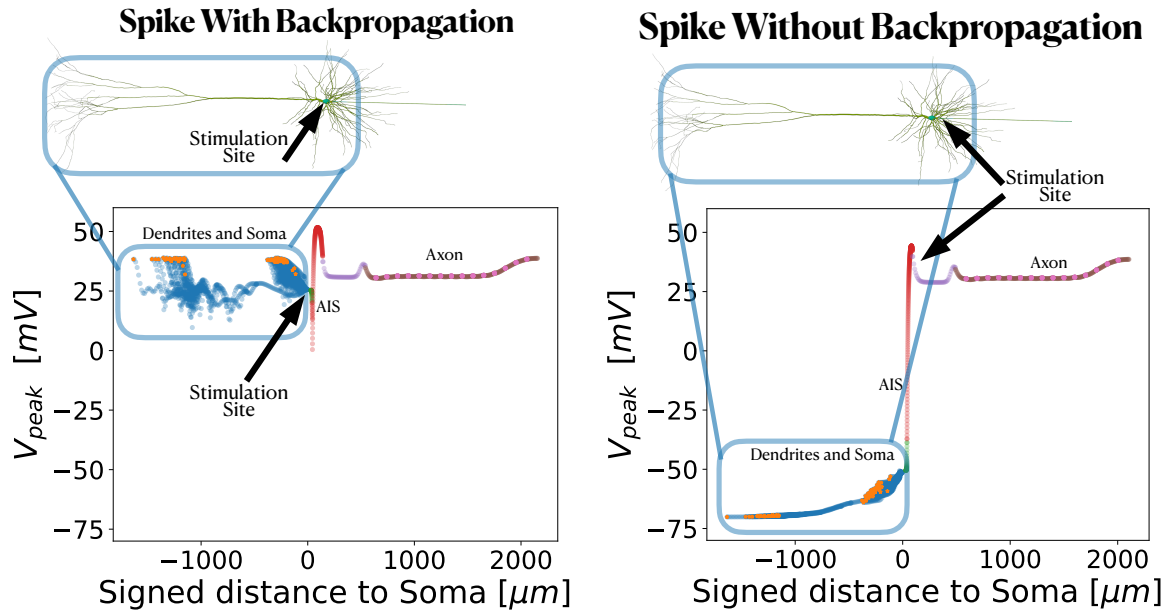 Spike With Backpropagation
Stimulation
Site
50
25
0
−25
−50
−75
V_peak [mV]
Dendrites and Soma
Axon
AIS
Stimulation
Site
−1000
0
1000
2000
Signed distance to Soma [μm]
Spike Without Backpropagation
Stimulation
Site
50
25
0
−25
−50
−75
V_peak [mV]
Axon
AIS
Dendrites and Soma
−1000
0
1000
2000
Signed distance to Soma [μm]